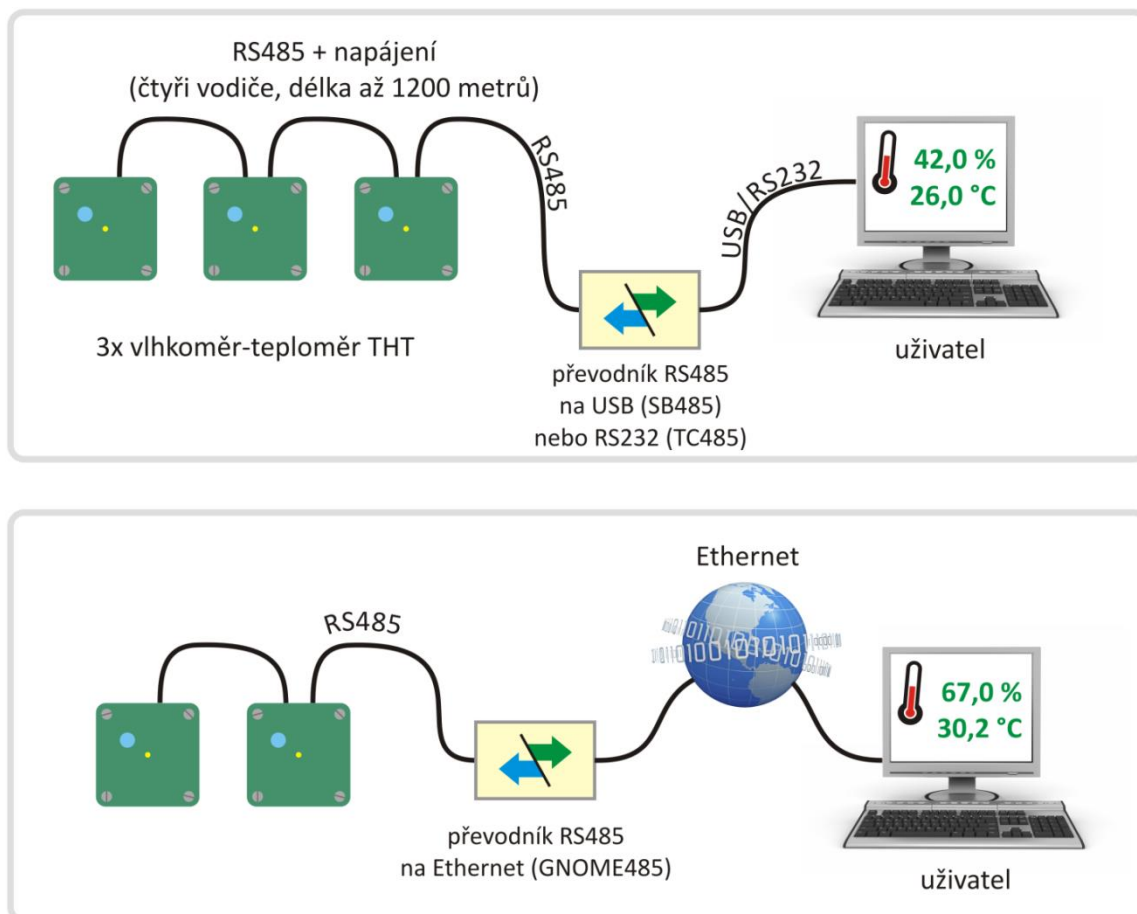 RS485 + napájení
(čtyři vodiče, délka až 1200 metrů)
RS485
USB/RS232
42,0 %
26,0 °C
3x vlhkoměr-teploměr THT
převodník RS485
na USB (SB485)
nebo RS232 (TC485)
uživatel
Ethernet
RS485
67,0 %
30,2 °C
převodník RS485
na Ethernet (GNOME485)
uživatel